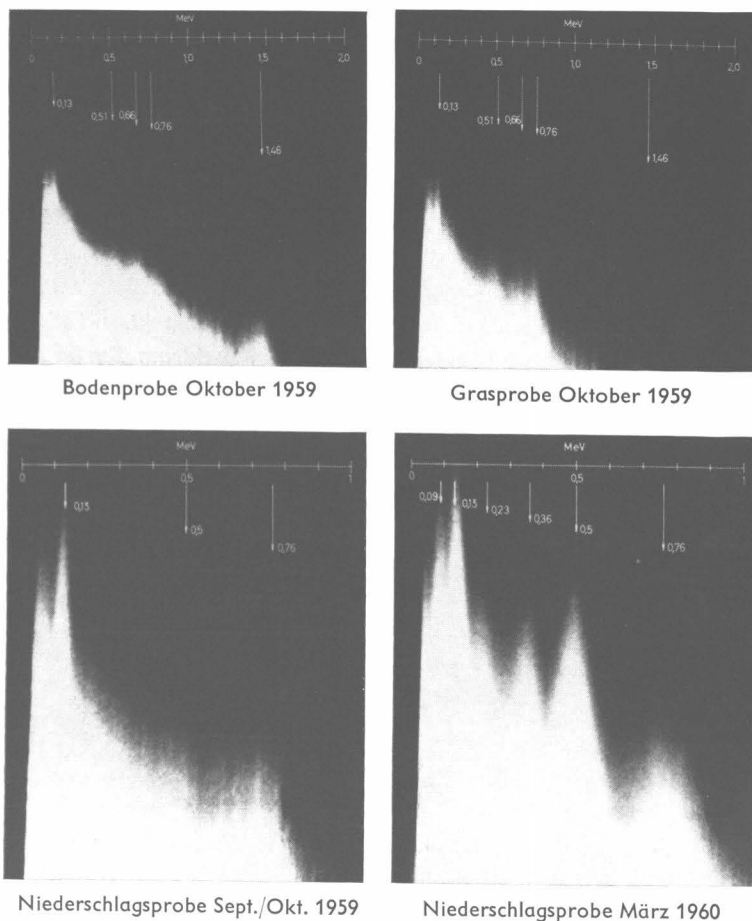 MeV
0 0,5 1,0 1,5 2,0
0,13
0,51
0,66
0,76
1,46
Bodenprobe Oktober 1959
MeV
0 0,5 1,0 1,5 2,0
0,13
0,51
0,66
0,76
1,46
Grasprobe Oktober 1959
MeV
0 0,5 1
0,13
0,5
0,76
Niederschlagsprobe Sept./Okt. 1959
MeV
0 0,5 1
0,09
0,13
0,23
0,36
0,5
0,76
Niederschlagsprobe März 1960